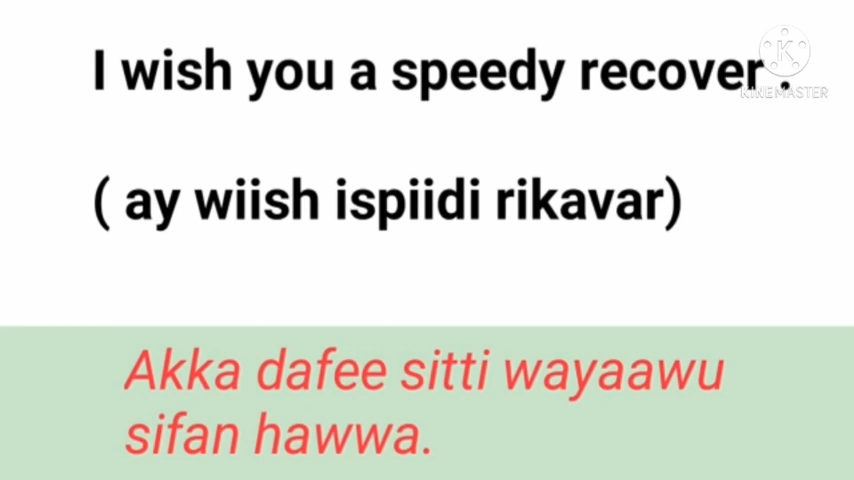 I wish you a speedy recover .
KINEMASTER
( ay wiish ispiidi rikavar)
Akka dafee sitti wayaawu
sifan hawwa.